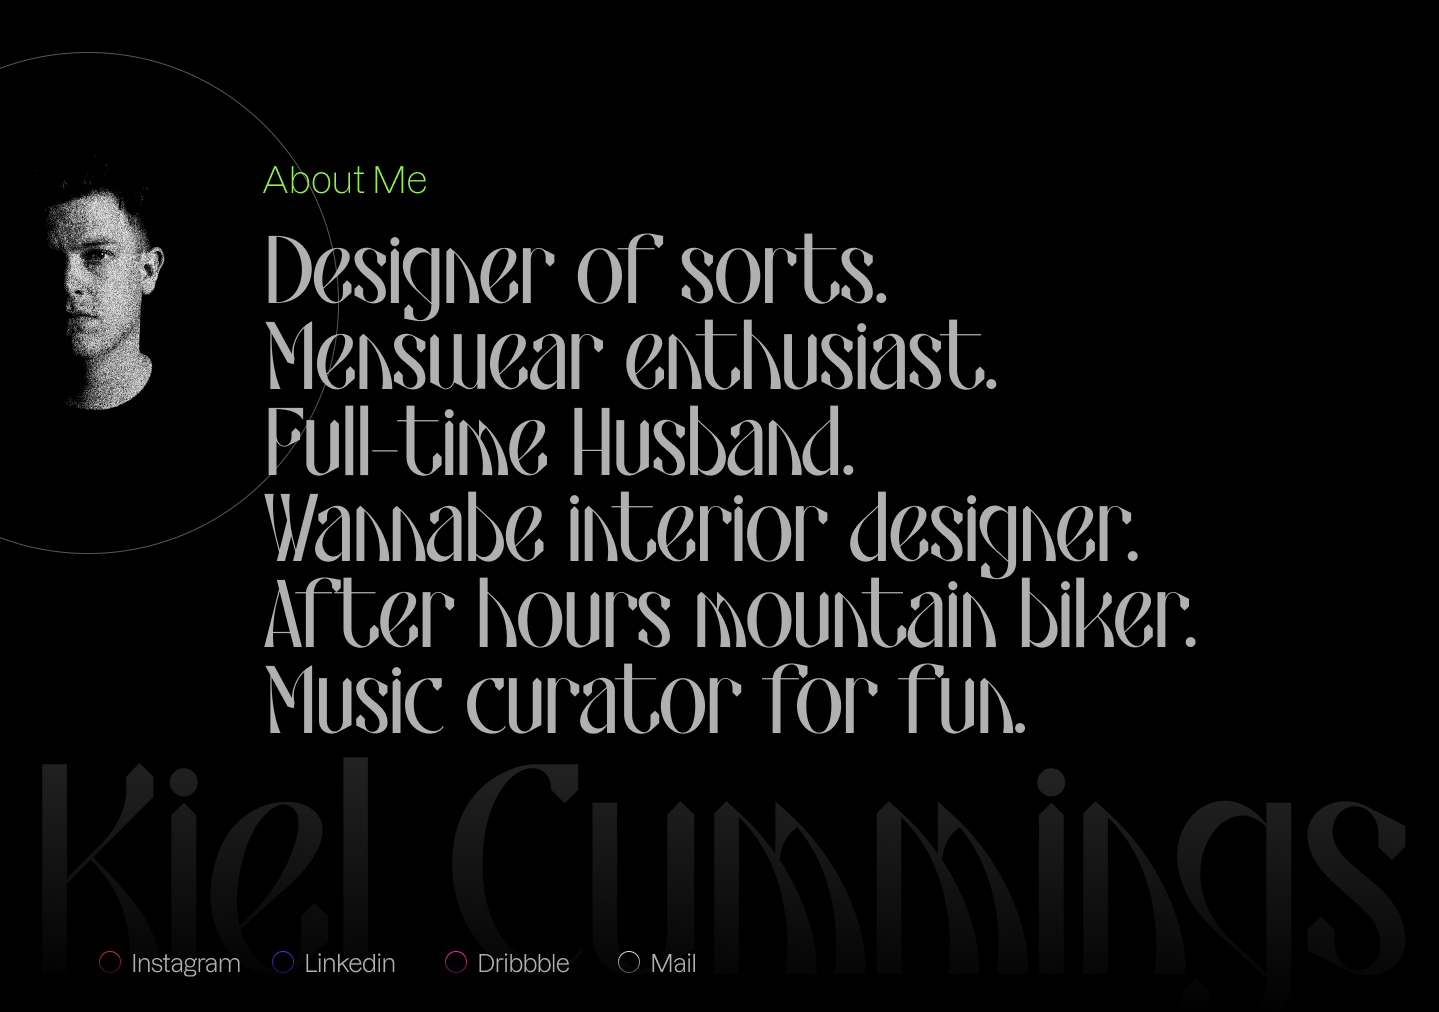 About Me
Designer of sorts.
Menswear enthusiast.
Full-time Husband.
Wannabe interior designer.
After hours mountain biker.
Music curator for fun.
Kiel Cummings
Instagram Linkedin Dribbble Mail